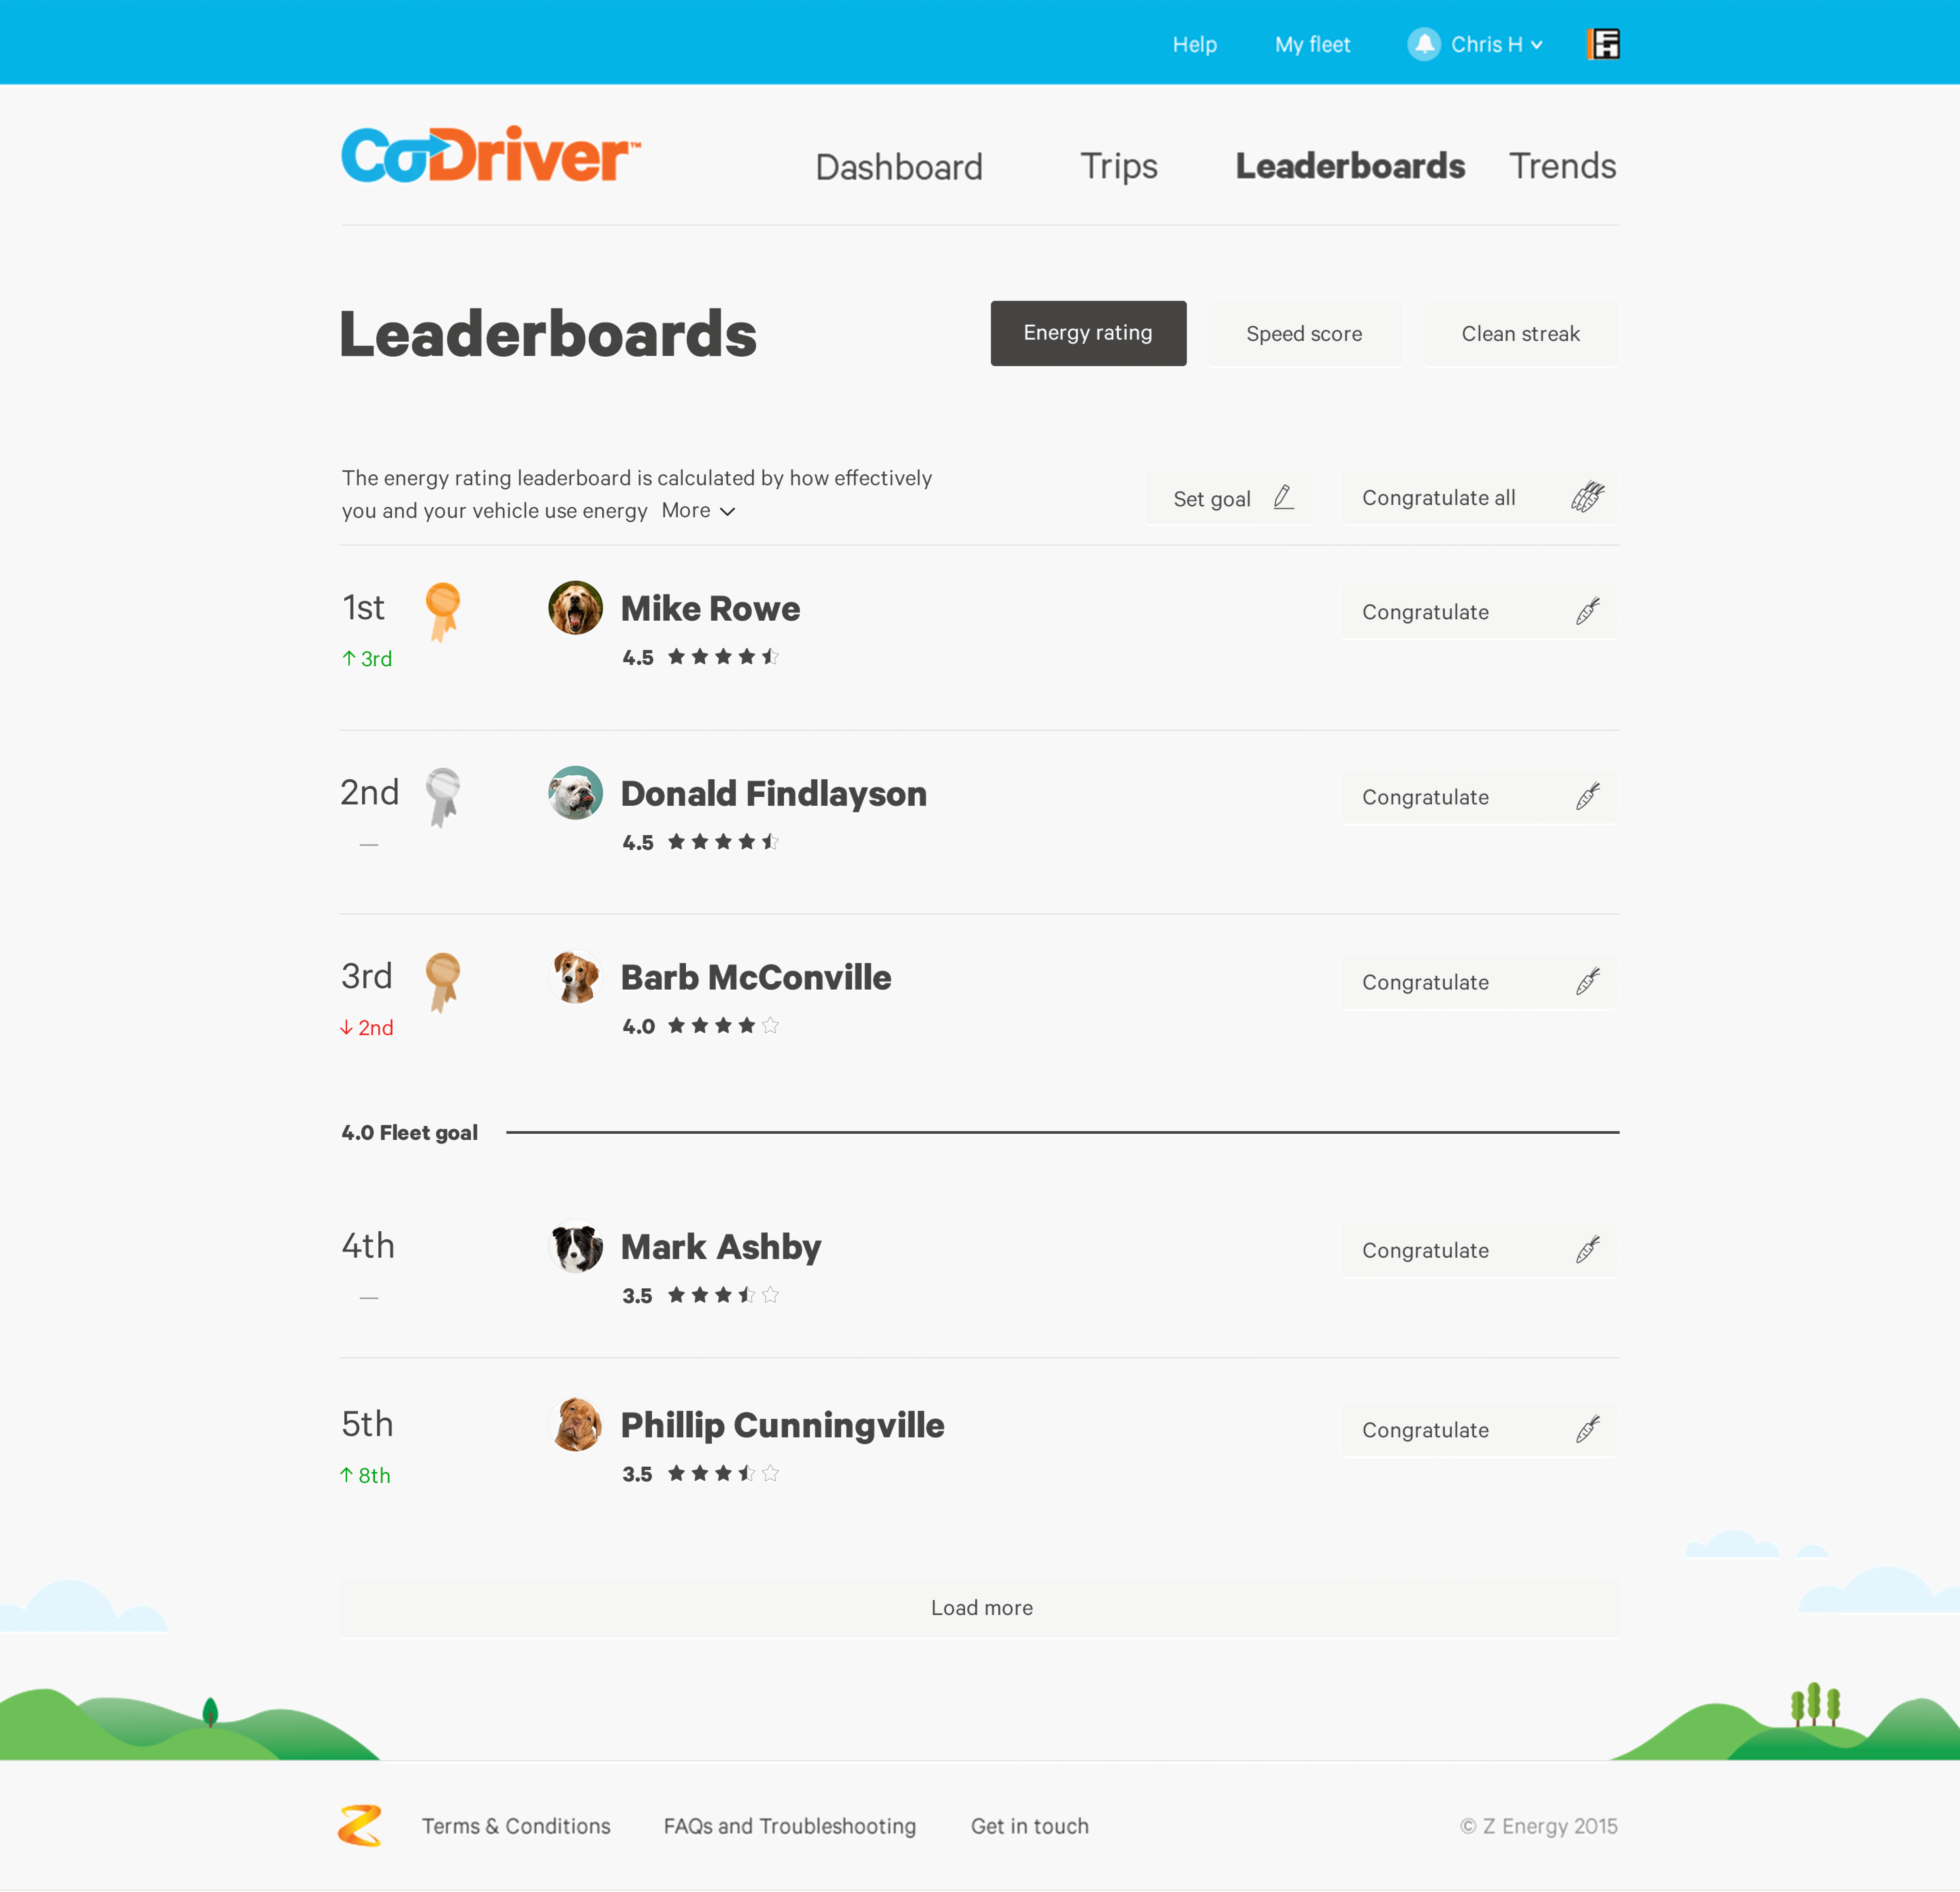 Help My fleet Chris H
CoDriver™ Dashboard Trips Leaderboards Trends
Leaderboards Energy rating Speed score Clean streak
The energy rating leaderboard is calculated by how effectively
you and your vehicle use energy More
Set goal Congratulate all
1st Mike Rowe Congratulate
↑ 3rd 4.5
2nd Donald Findlayson Congratulate
— 4.5
3rd Barb McConville Congratulate
↓ 2nd 4.0
4.0 Fleet goal
4th Mark Ashby Congratulate
— 3.5
5th Phillip Cunningville Congratulate
↑ 8th 3.5
Load more
Terms & Conditions FAQs and Troubleshooting Get in touch © Z Energy 2015